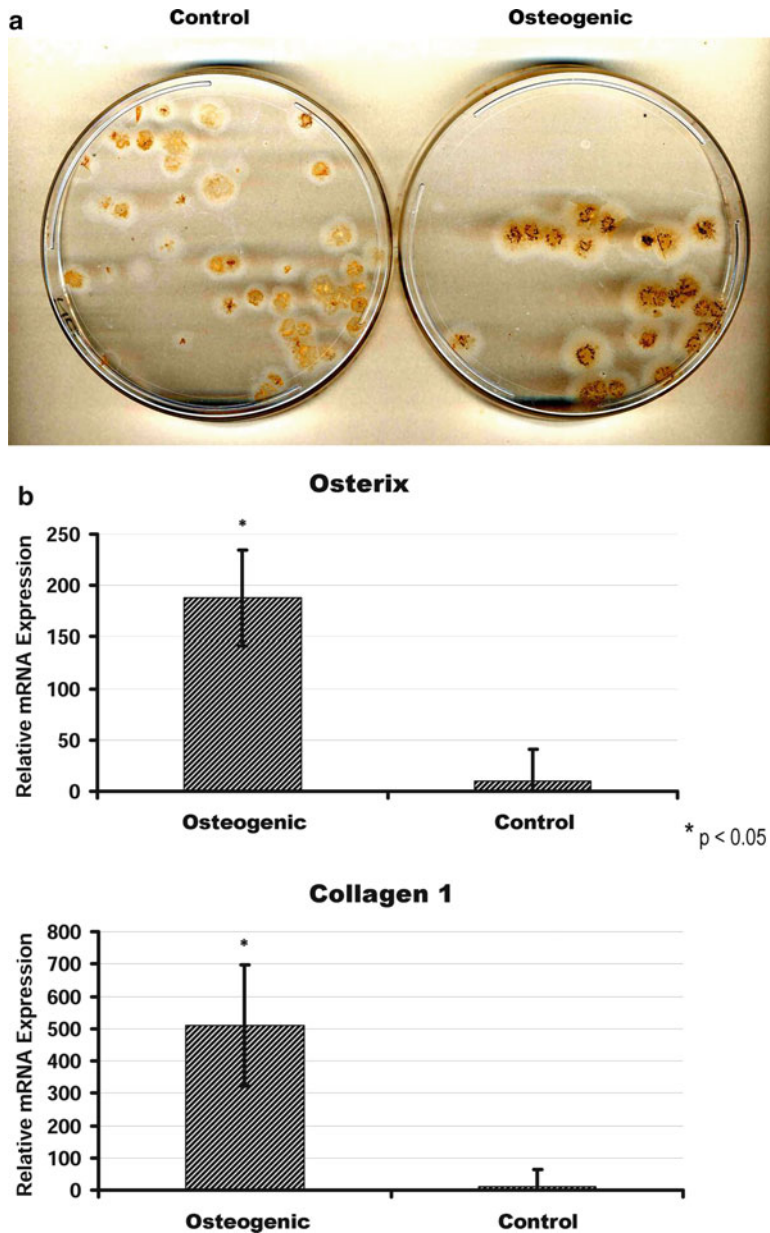 a
Control Osteogenic
b
Osterix
Relative mRNA Expression
250
200
150
100
50
0
*
Osteogenic Control
* p < 0.05
Collagen 1
Relative mRNA Expression
800
700
600
500
400
300
200
100
0
*
Osteogenic Control